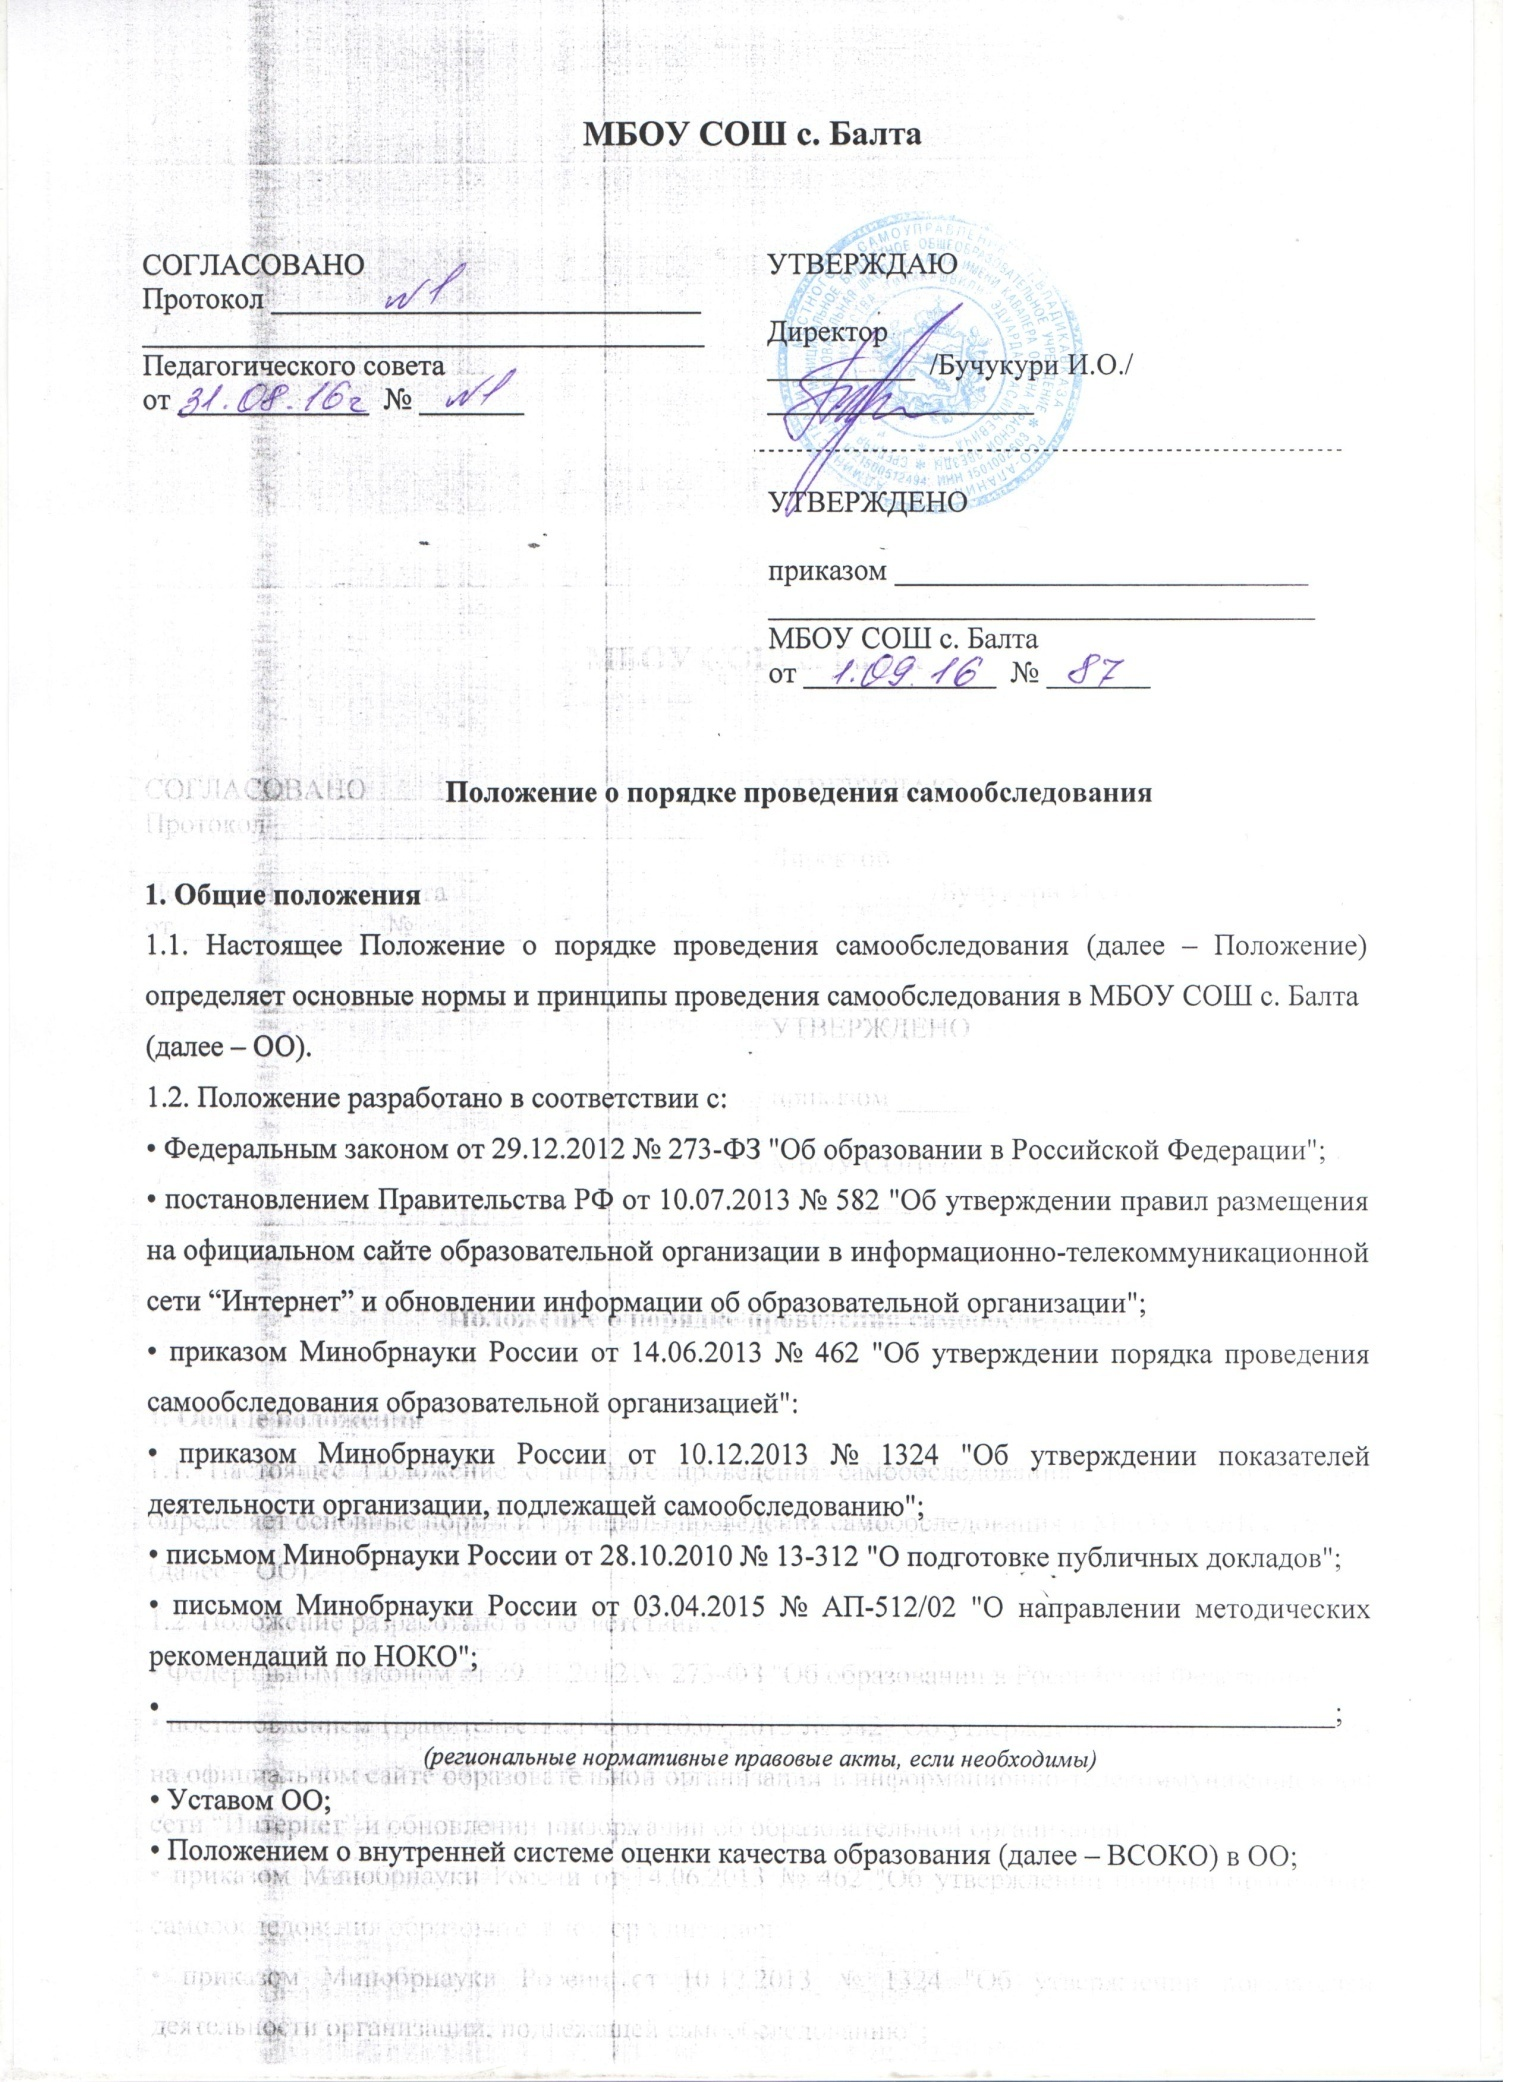 МБОУ СОШ с. Балта
СОГЛАСОВАНО
Протокол №1
Педагогического совета
от 31.08.16г № №1
УТВЕРЖДАЮ
Директор
/Бучукури И.О./
УТВЕРЖДЕНО
приказом
МБОУ СОШ с. Балта
от 1.09.16 № 87
Положение о порядке проведения самообследования
1. Общие положения
1.1. Настоящее Положение о порядке проведения самообследования (далее – Положение)
определяет основные нормы и принципы проведения самообследования в МБОУ СОШ с. Балта
(далее – ОО).
1.2. Положение разработано в соответствии с:
• Федеральным законом от 29.12.2012 № 273-ФЗ "Об образовании в Российской Федерации";
• постановлением Правительства РФ от 10.07.2013 № 582 "Об утверждении правил размещения
на официальном сайте образовательной организации в информационно-телекоммуникационной
сети “Интернет” и обновлении информации об образовательной организации";
• приказом Минобрнауки России от 14.06.2013 № 462 "Об утверждении порядка проведения
самообследования образовательной организацией":
• приказом Минобрнауки России от 10.12.2013 № 1324 "Об утверждении показателей
деятельности организации, подлежащей самообследованию";
• письмом Минобрнауки России от 28.10.2010 № 13-312 "О подготовке публичных докладов";
• письмом Минобрнауки России от 03.04.2015 № АП-512/02 "О направлении методических
рекомендаций по НОКО";
• ;
(региональные нормативные правовые акты, если необходимы)
• Уставом ОО;
• Положением о внутренней системе оценки качества образования (далее – ВСОКО) в ОО;